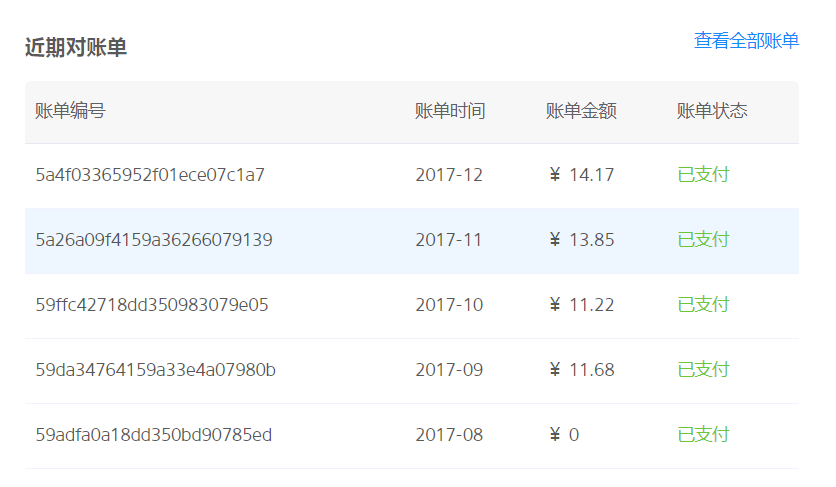 近期对账单 查看全部账单
账单编号 账单时间 账单金额 账单状态
5a4f03365952f01ece07c1a7 2017-12 ¥ 14.17 已支付
5a26a09f4159a36266079139 2017-11 ¥ 13.85 已支付
59ffc42718dd350983079e05 2017-10 ¥ 11.22 已支付
59da34764159a33e4a07980b 2017-09 ¥ 11.68 已支付
59adfa0a18dd350bd90785ed 2017-08 ¥ 0 已支付